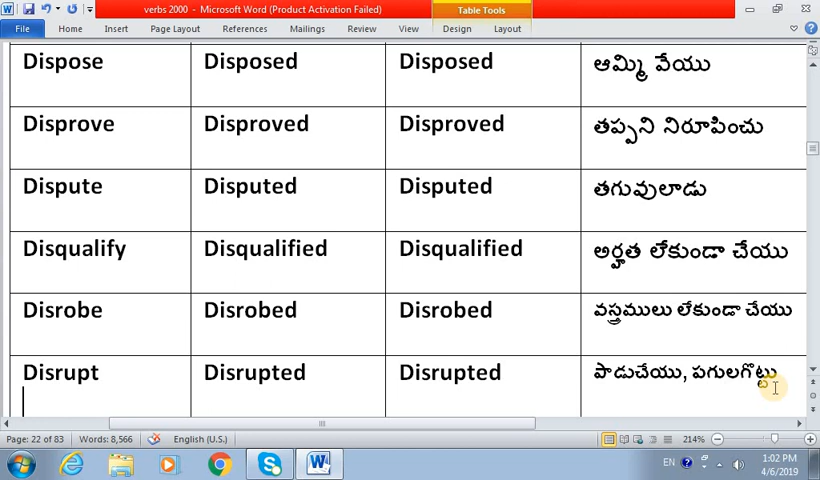 verbs 2000 - Microsoft Word (Product Activation Failed)
Table Tools
File Home Insert Page Layout References Mailings Review View Design Layout
Dispose Disposed Disposed ఆమ్మి వేయు
Disprove Disproved Disproved తప్పని నిరూపించు
Dispute Disputed Disputed తగువులాడు
Disqualify Disqualified Disqualified అర్హత లేకుండా చేయు
Disrobe Disrobed Disrobed వస్త్రములు లేకుండా చేయు
Disrupt Disrupted Disrupted పాడుచేయు, పగులగొట్టు
Page: 22 of 83 Words: 8,566 English (U.S.) 214%
EN 1:02 PM
4/6/2019